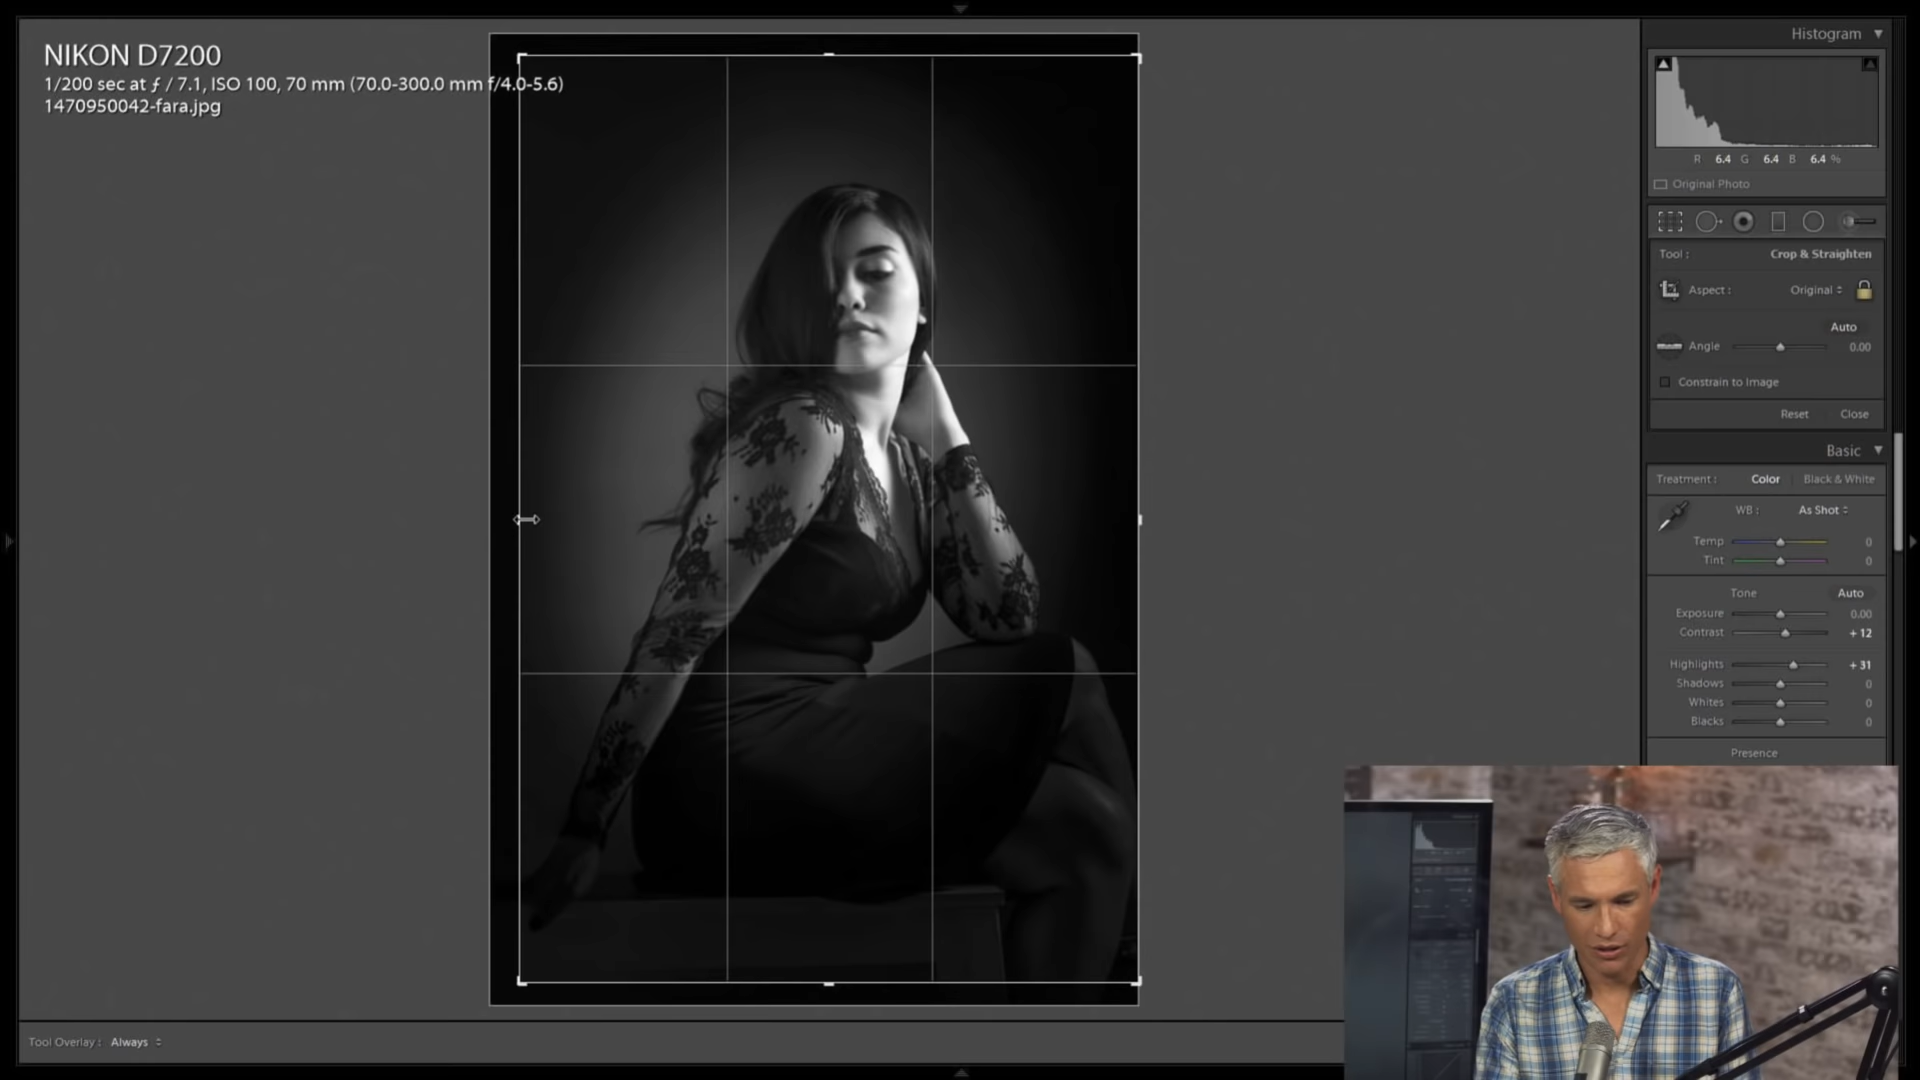 NIKON D7200
1/200 sec at ƒ / 7.1, ISO 100, 70 mm (70.0-300.0 mm f/4.0-5.6)
1470950042-fara.jpg
Histogram
R 6.4 G 6.4 B 6.4 %
Original Photo
Tool : Crop & Straighten
Aspect : Original
Auto
Angle 0.00
Constrain to Image
Reset Close
Basic
Treatment : Color Black & White
WB : As Shot
Temp 0
Tint 0
Tone Auto
Exposure 0.00
Contrast + 12
Highlights + 31
Shadows 0
Whites 0
Blacks 0
Presence
Tool Overlay : Always